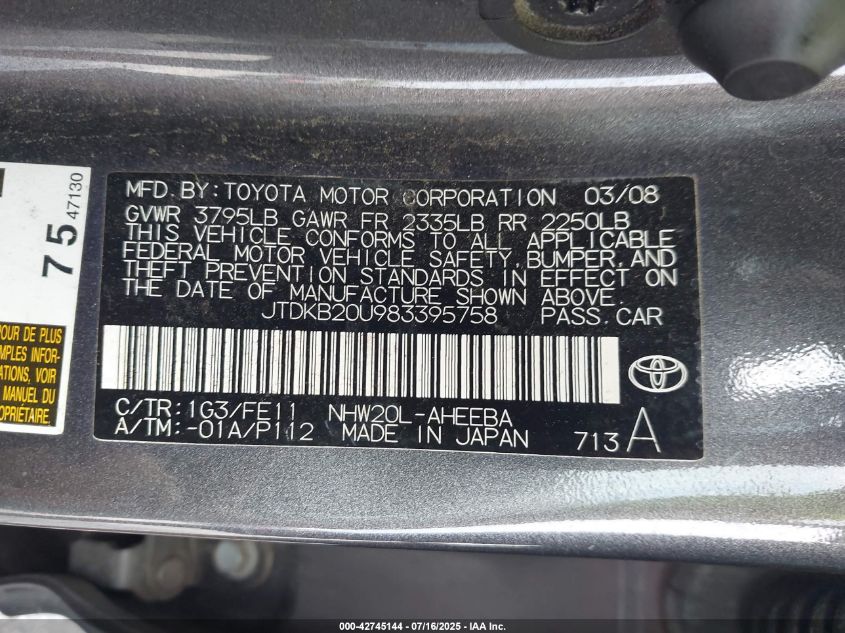 MFD. BY: TOYOTA MOTOR CORPORATION 03/08
GVWR 3795LB GAWR FR 2335LB RR 2250LB
THIS VEHICLE CONFORMS TO ALL APPLICABLE
FEDERAL MOTOR VEHICLE SAFETY, BUMPER, AND
THEFT PREVENTION STANDARDS IN EFFECT ON
THE DATE OF MANUFACTURE SHOWN ABOVE.
JTDKB20U983395758 PASS. CAR
C/TR: 1G3/FE11 NHW20L-AHEEBA
A/TM: -01A/P112 MADE IN JAPAN 713 A
75 47130
POUR DE PLUS
MPLES INFOR-
ATIONS, VOIR
MANUEL DU
OPRIÉTAIRE.
000-42745144 - 07/16/2025 - IAA Inc.